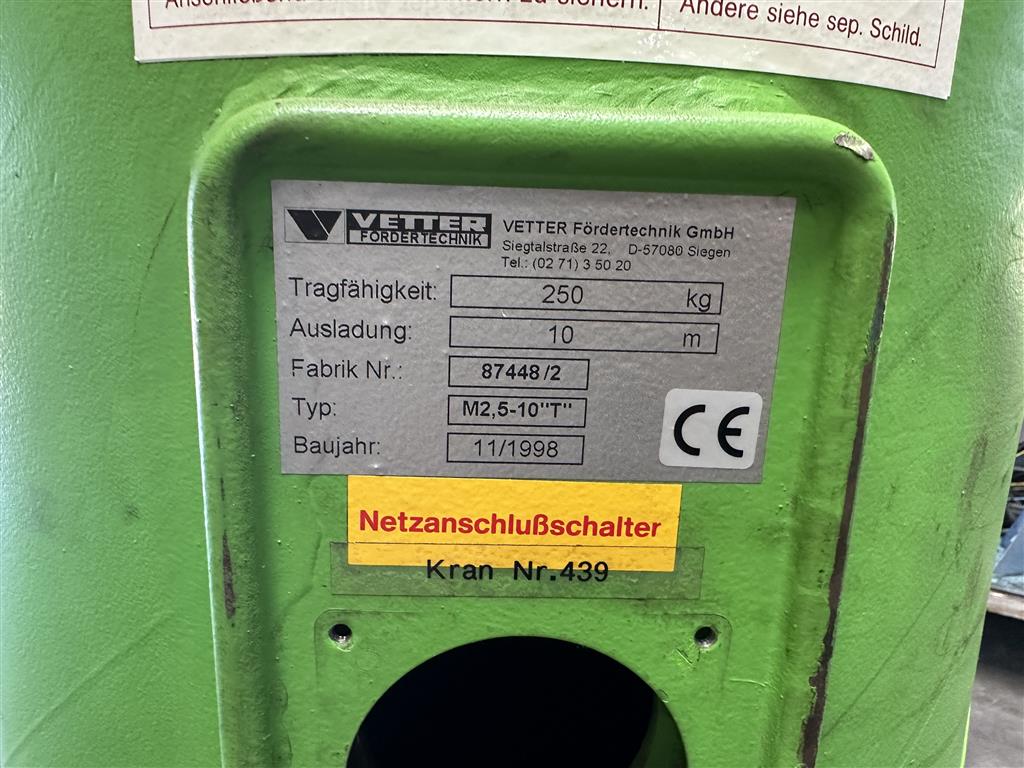 zu sichern.
Andere siehe sep. Schild.
VETTER
FÖRDERTECHNIK
VETTER Fördertechnik GmbH
Siegtalstraße 22, D-57080 Siegen
Tel.: (02 71) 3 50 20
Tragfähigkeit: 250 kg
Ausladung: 10 m
Fabrik Nr.: 87448/2
Typ: M2,5-10"T"
Baujahr: 11/1998
CE
Netzanschlußschalter
Kran Nr.439